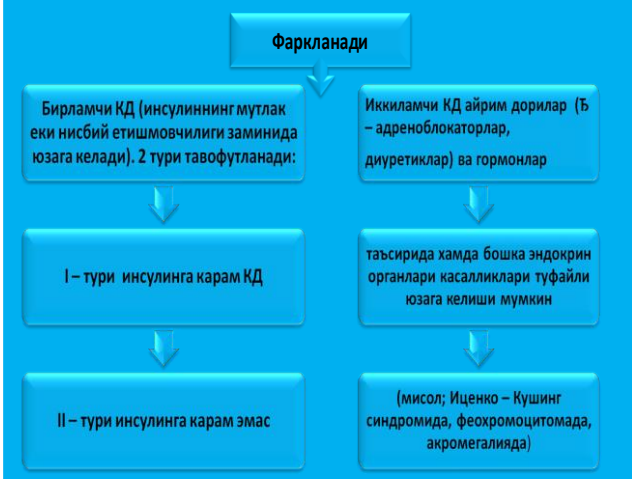 Фаркланади
Бирламчи КД (инсулиннинг мутлак
еки нисбий етишмовчилиги заминида
юзага келади). 2 тури тавофутланади:
I – тури инсулинга карам КД
II – тури инсулинга карам эмас
Иккиламчи КД айрим дорилар (Ђ
– адреноблокаторлар,
диуретиклар) ва гормонлар
таъсирида хамда бошка эндокрин
органлари касалликлари туфайли
юзага келиши мумкин
(мисол; Иценко – Кушинг
синдромида, феохромоцитомада,
акромегалияда)